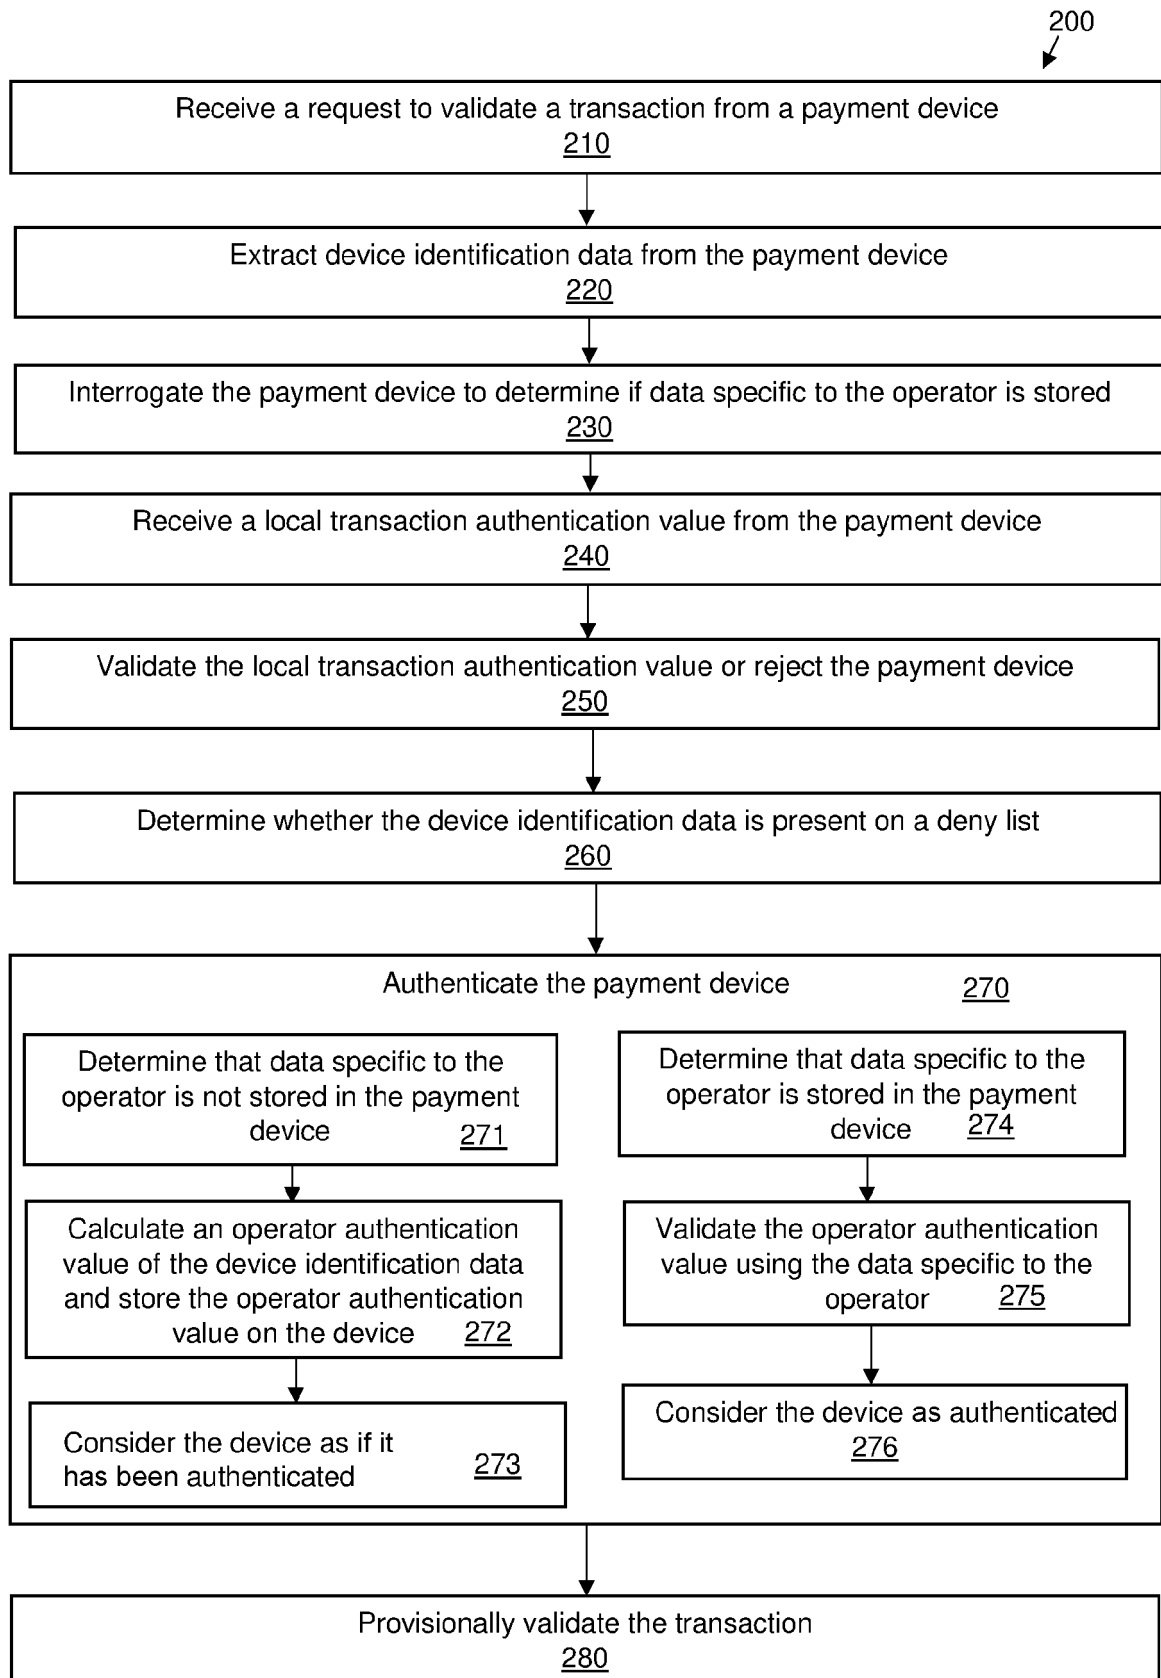 200
Receive a request to validate a transaction from a payment device
210
Extract device identification data from the payment device
220
Interrogate the payment device to determine if data specific to the operator is stored
230
Receive a local transaction authentication value from the payment device
240
Validate the local transaction authentication value or reject the payment device
250
Determine whether the device identification data is present on a deny list
260
Authenticate the payment device 270
Determine that data specific to the
operator is not stored in the payment
device 271
Calculate an operator authentication
value of the device identification data
and store the operator authentication
value on the device 272
Consider the device as if it
has been authenticated 273
Determine that data specific to the
operator is stored in the payment
device 274
Validate the operator authentication
value using the data specific to the
operator 275
Consider the device as authenticated
276
Provisionally validate the transaction
280